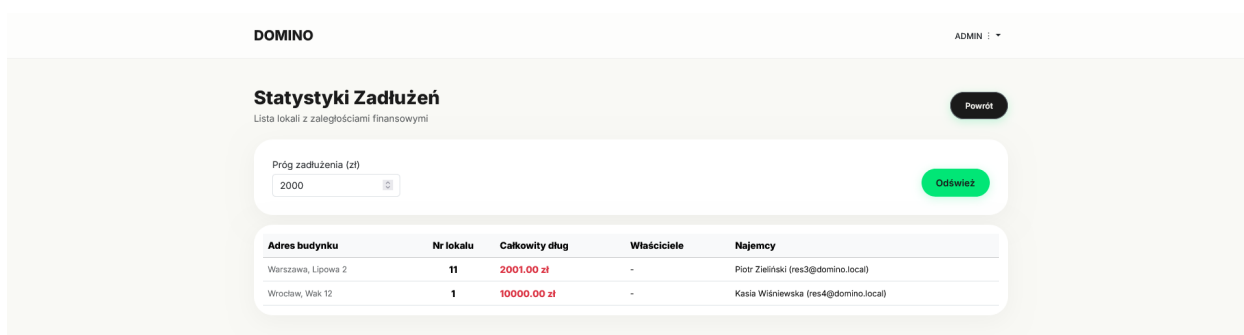 DOMINO
ADMIN ⋮
Statystyki Zadłużeń
Lista lokali z zaległościami finansowymi
Powrót
Próg zadłużenia (zł)
2000
Odśwież
Adres budynku Nr lokalu Całkowity dług Właściciele Najemcy
Warszawa, Lipowa 2 11 2001.00 zł - Piotr Zieliński (res3@domino.local)
Wrocław, Wak 12 1 10000.00 zł - Kasia Wiśniewska (res4@domino.local)